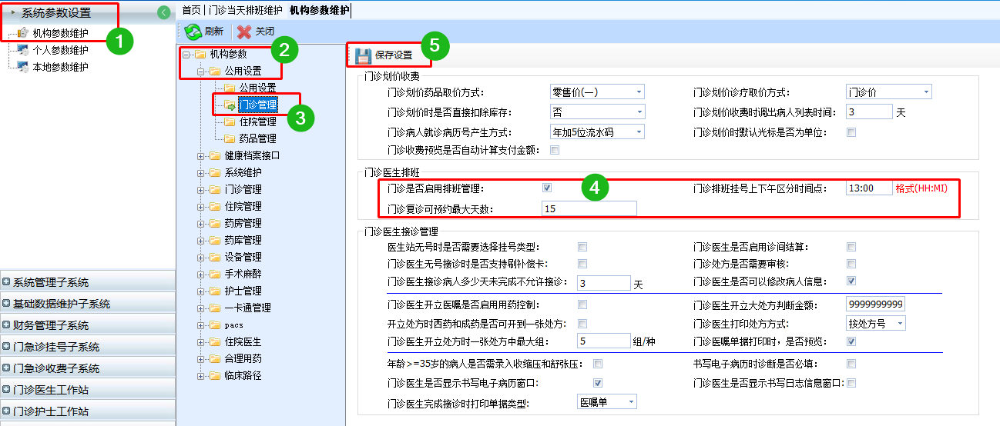 系统参数设置
机构参数维护
1
个人参数维护
本地参数维护
系统管理子系统
基础数据维护子系统
财务管理子系统
门急诊挂号子系统
门急诊收费子系统
门诊医生工作站
门诊护士工作站
首页 门诊当天排班维护 机构参数维护
刷新 关闭
机构参数
2
公用设置
公用设置
门诊管理
3
住院管理
药品管理
健康档案接口
系统维护
门诊管理
住院管理
药房管理
药库管理
设备管理
手术麻醉
护士管理
一卡通管理
pacs
住院医生
合理用药
临床路径
保存设置 5
门诊划价收费
门诊划价药品取价方式: 零售价(一) 门诊划价诊疗取价方式: 门诊价
门诊划价时是否直接扣除库存: 否 门诊划价收费时调出病人列表时间: 3 天
门诊病人就诊病历号产生方式: 年加5位流水码 门诊划价时默认光标是否为单位:
门诊收费预览是否自动计算支付金额:
门诊医生排班
门诊是否启用排班管理: 4 门诊排班挂号上下午区分时间点: 13:00 格式(HH:MI)
门诊复诊可预约最大天数: 15
门诊医生接诊管理
医生站无号时是否需要选择挂号类型: 门诊医生是否启用诊间结算:
门诊医生无号接诊时是否支持刷补偿卡: 门诊处方是否需要审核:
门诊医生接诊病人多少天未完成不允许接诊: 3 天 门诊医生是否可以修改病人信息:
门诊医生开立医嘱是否启用用药控制: 门诊医生开立大处方判断金额: 9999999999
开立处方时西药和成药是否可开到一张处方: 门诊医生打印处方方式: 按处方号
门诊医生开立处方时一张处方中最大组: 5 组/种 门诊医嘱单据打印时，是否预览:
年龄>=35岁的病人是否需录入收缩压和舒张压: 书写电子病历时诊断是否必填:
门诊医生是否显示书写电子病历窗口: 门诊医生是否显示书写日志信息窗口:
门诊医生完成接诊时打印单据类型: 医嘱单